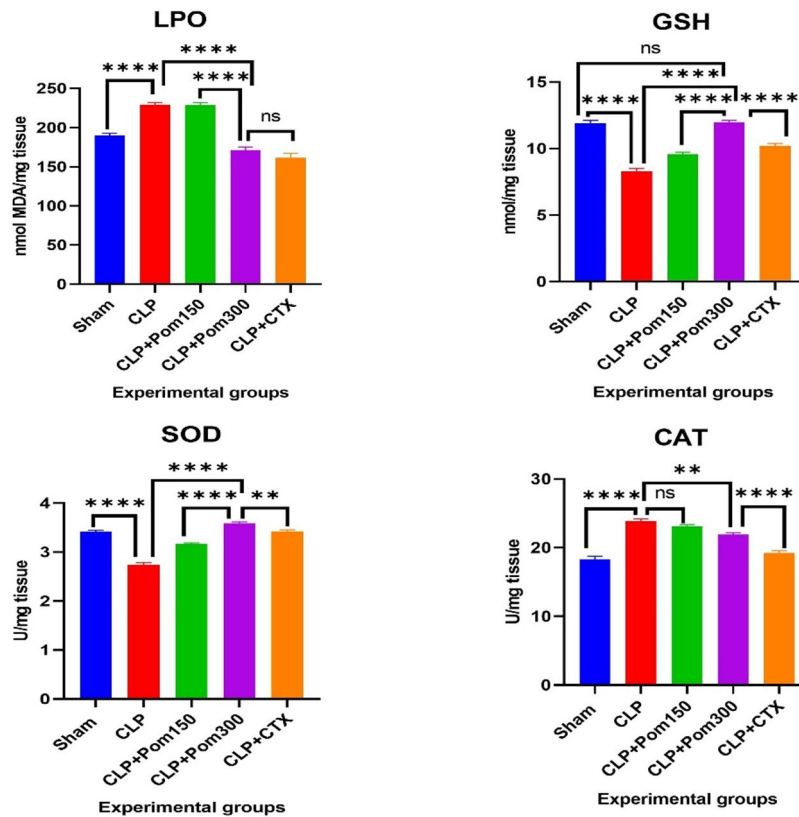 LPO
****
****
****
ns
nmol MDA/mg tissue
250
200
150
100
50
0
Sham
CLP
CLP+Pom150
CLP+Pom300
CLP+CTX
Experimental groups
GSH
ns
****
****
****
****
nmol/mg tissue
15
10
5
0
Sham
CLP
CLP+Pom150
CLP+Pom300
CLP+CTX
Experimental groups
SOD
****
****
****
**
U/mg tissue
4
3
2
1
0
Sham
CLP
CLP+Pom150
CLP+Pom300
CLP+CTX
Experimental groups
CAT
**
****
ns
****
U/mg tissue
30
20
10
0
Sham
CLP
CLP+Pom150
CLP+Pom300
CLP+CTX
Experimental groups